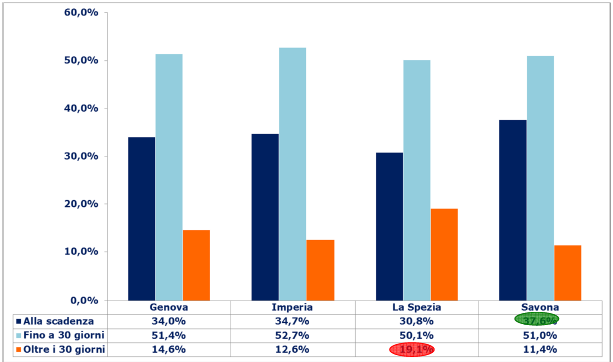 60,0%
50,0%
40,0%
30,0%
20,0%
10,0%
0,0%
Genova Imperia La Spezia Savona
Alla scadenza 34,0% 34,7% 30,8% 37,6%
Fino a 30 giorni 51,4% 52,7% 50,1% 51,0%
Oltre i 30 giorni 14,6% 12,6% 19,1% 11,4%